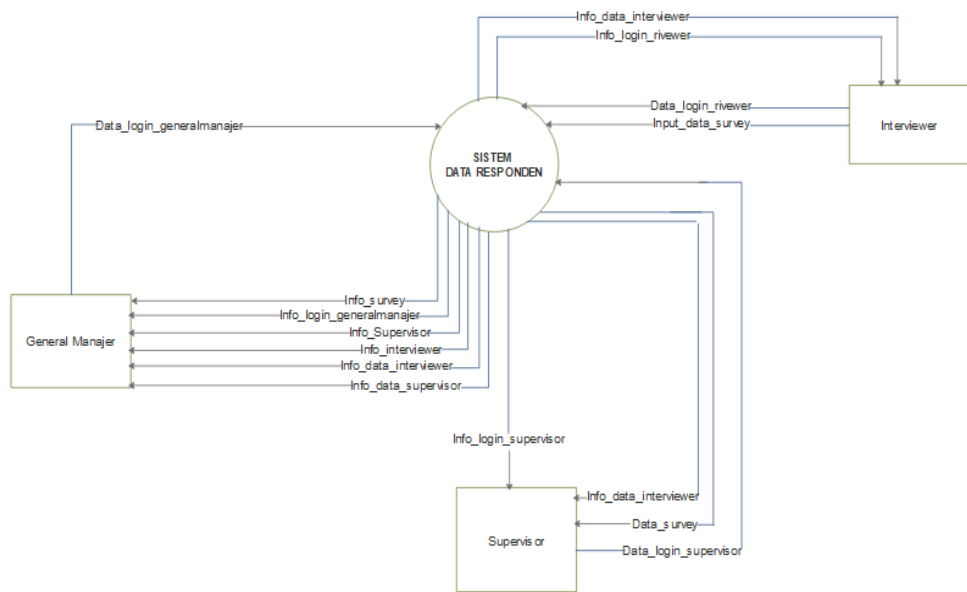 Info_data_interviewer
Info_login_rivewer
Data_login_rivewer
Input_data_survey
Interviewer
Data_login_generalmanajer
SISTEM
DATA RESPONDEN
Info_survey
Info_login_generalmanajer
Info_Supervisor
Info_interviewer
Info_data_interviewer
Info_data_supervisor
General Manajer
Info_login_supervisor
Info_data_interviewer
Data_survey
Data_login_supervisor
Supervisor